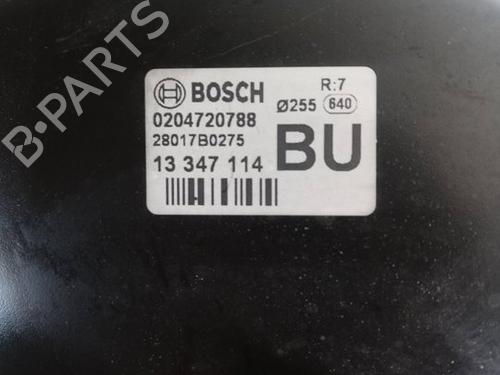 B-PARTS
BOSCH
R:7
Ø255 640
0204720788
28017B0275
13 347 114
BU